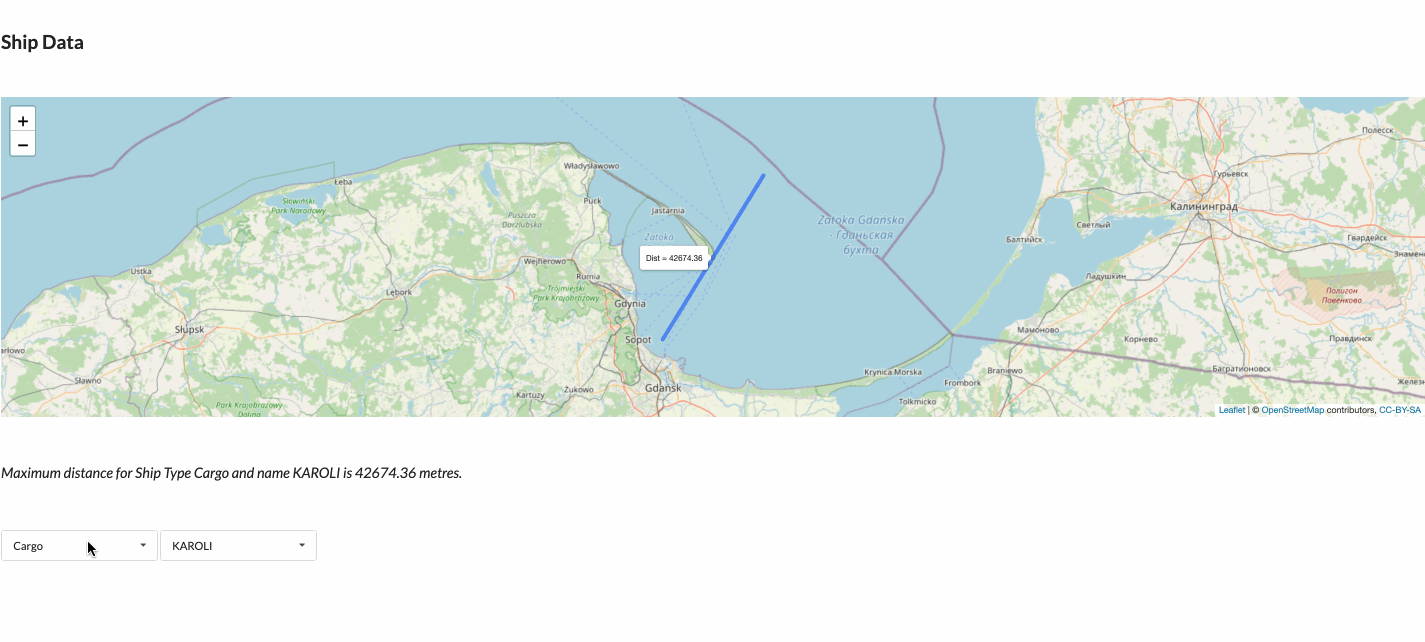 Ship Data
+
−
Władysławowo
Полесск
Гурьевск
Łeba
Słowiński
Park Narodowy
Puck
Jastarnia
Puszcza
Darżlubska
Калининград
Светлый
Zatoka Gdańska
- Гданьская
бухта
Балтийск
Гвардейск
Zatoka
Dist = 42674.36
Знаменск
Ustka
Wejherowo
Rumia
Ладушкин
Lębork
Trójmiejski
Park Krajobrazowy
Gdynia
Полигон
Павенково
Słupsk
Мамоново
Корнево
Правдинск
Sopot
Krynica Morska
Braniewo
Багратионовск
Sławno
Frombork
Żukowo
Gdańsk
Kartuzy
Tolkmicko
Park Krajobrazowy
Dolina
Leaflet | © OpenStreetMap contributors, CC-BY-SA
Maximum distance for Ship Type Cargo and name KAROLI is 42674.36 metres.
Cargo
KAROLI